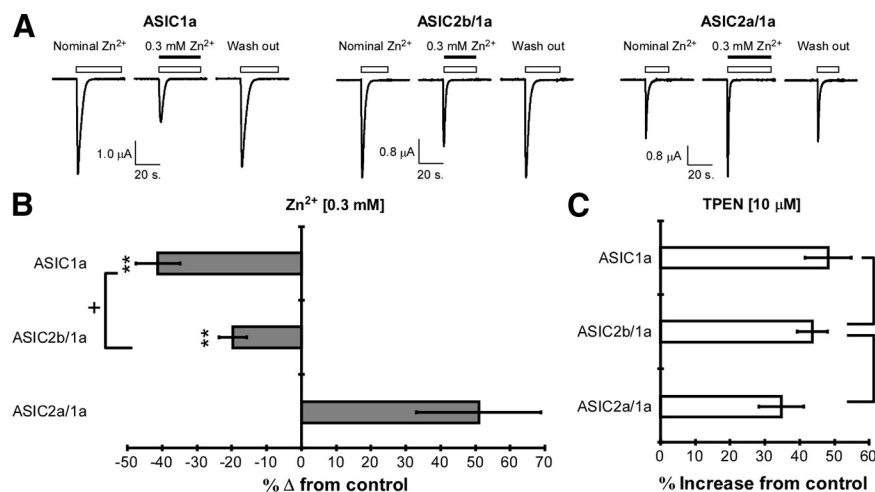 A
ASIC1a
ASIC2b/1a
ASIC2a/1a
Nominal Zn²⁺ 0.3 mM Zn²⁺ Wash out
Nominal Zn²⁺ 0.3 mM Zn²⁺ Wash out
Nominal Zn²⁺ 0.3 mM Zn²⁺ Wash out
1.0 μA
20 s.
0.8 μA
20 s.
0.8 μA
20 s.
B
Zn²⁺ [0.3 mM]
ASIC1a
**
+
ASIC2b/1a
**
ASIC2a/1a
-50 -40 -30 -20 -10 0 10 20 30 40 50 60 70
% Δ from control
C
TPEN [10 μM]
ASIC1a
ASIC2b/1a
ASIC2a/1a
0 10 20 30 40 50 60
% Increase from control